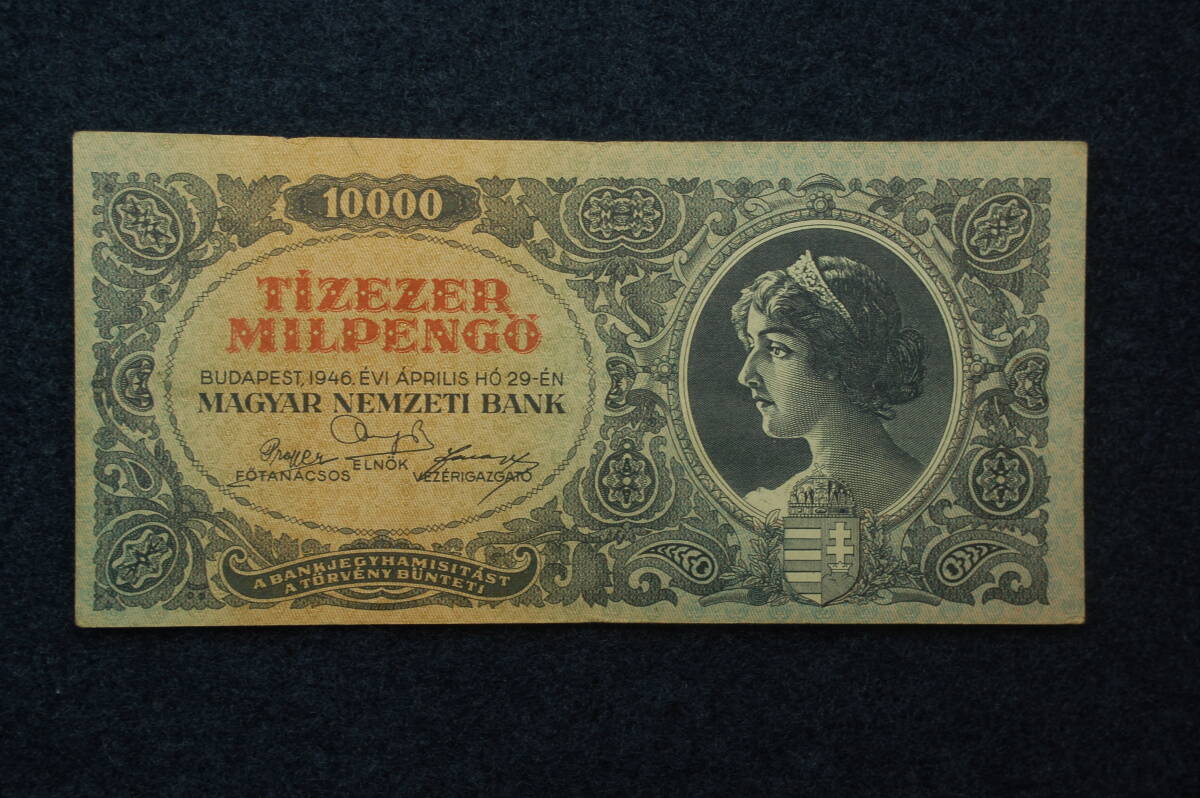 10000
TÍZEZER
MILPENGŐ
BUDAPEST, 1946. ÉVI ÁPRILIS HÓ 29-ÉN
MAGYAR NEMZETI BANK
FŐTANÁCSOS ELNÖK VEZÉRIGAZGATÓ
A BANKJEGYHAMISITÁST
A TÖRVÉNY BÜNTETI